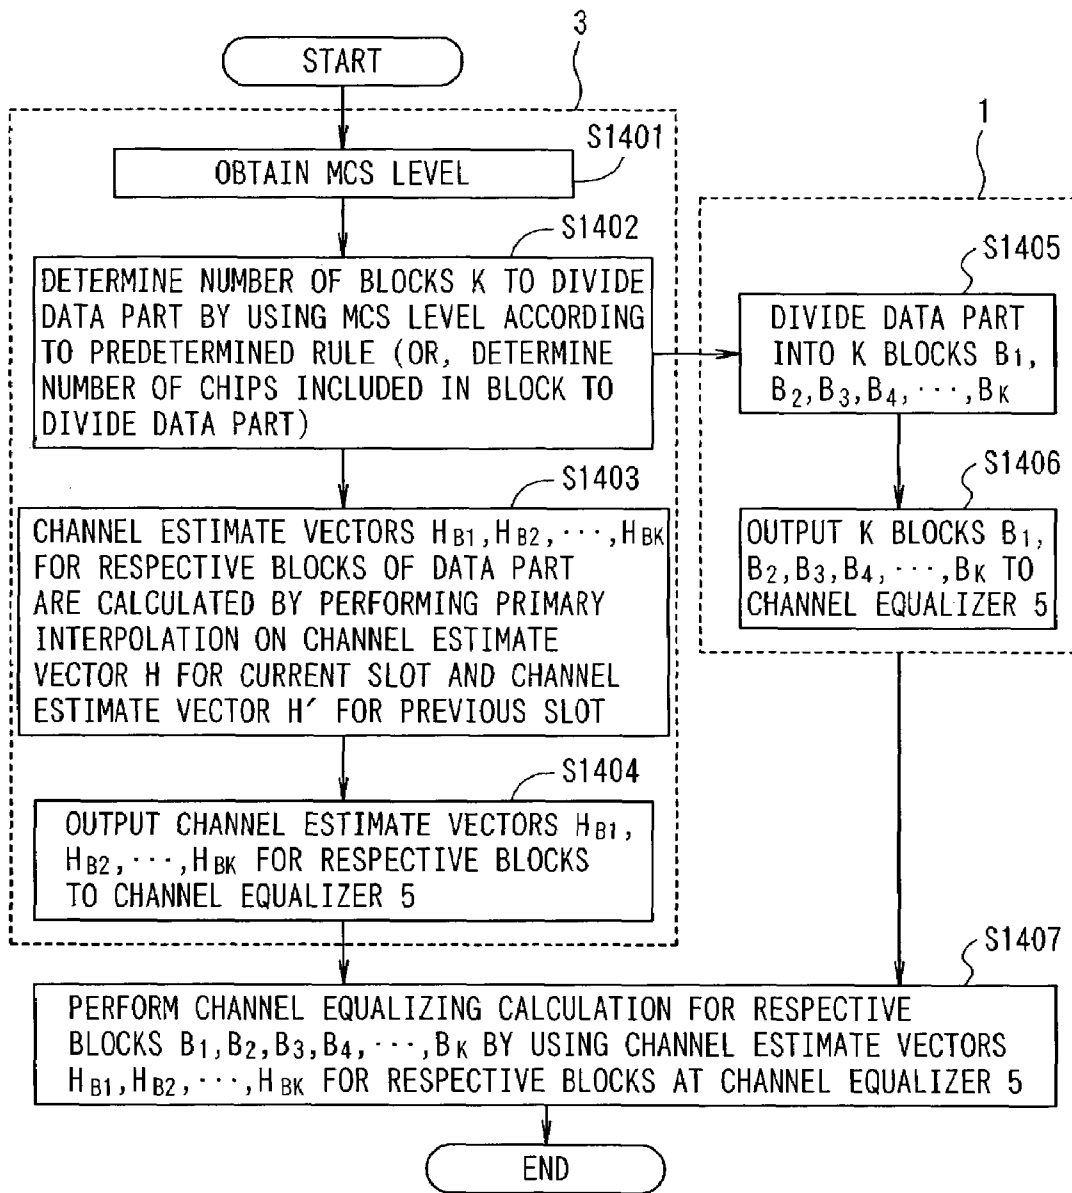 START
3
S1401
OBTAIN MCS LEVEL
S1402
DETERMINE NUMBER OF BLOCKS K TO DIVIDE
DATA PART BY USING MCS LEVEL ACCORDING
TO PREDETERMINED RULE (OR, DETERMINE
NUMBER OF CHIPS INCLUDED IN BLOCK TO
DIVIDE DATA PART)
S1403
CHANNEL ESTIMATE VECTORS HB1,HB2,···,HBK
FOR RESPECTIVE BLOCKS OF DATA PART
ARE CALCULATED BY PERFORMING PRIMARY
INTERPOLATION ON CHANNEL ESTIMATE
VECTOR H FOR CURRENT SLOT AND CHANNEL
ESTIMATE VECTOR H′ FOR PREVIOUS SLOT
S1404
OUTPUT CHANNEL ESTIMATE VECTORS HB1,
HB2,···,HBK FOR RESPECTIVE BLOCKS
TO CHANNEL EQUALIZER 5
1
S1405
DIVIDE DATA PART
INTO K BLOCKS B1,
B2,B3,B4,···,BK
S1406
OUTPUT K BLOCKS B1,
B2,B3,B4,···,BK TO
CHANNEL EQUALIZER 5
S1407
PERFORM CHANNEL EQUALIZING CALCULATION FOR RESPECTIVE
BLOCKS B1,B2,B3,B4,···,BK BY USING CHANNEL ESTIMATE VECTORS
HB1,HB2,···,HBK FOR RESPECTIVE BLOCKS AT CHANNEL EQUALIZER 5
END